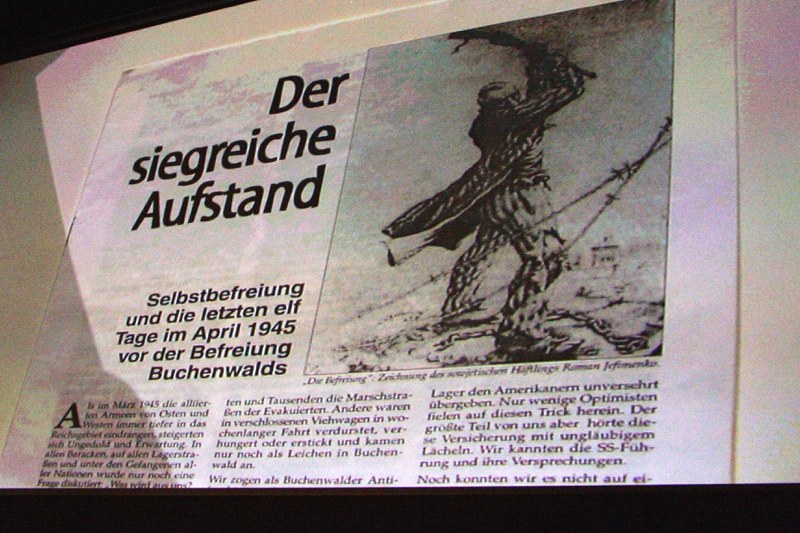 Der
siegreiche
Aufstand
Selbstbefreiung
und die letzten elf
Tage im April 1945
vor der Befreiung
Buchenwalds
„Die Befreiung“: Zeichnung des sowjetischen Häftlings Roman Jefimenko.
Als im März 1945 die alliier-
ten Armeen von Osten und
Westen immer tiefer in das
Reichsgebiet eindrangen, steigerten
sich Ungeduld und Erwartung. In
allen Baracken, auf allen Lagerstra-
ßen und unter den Gefangenen al-
ler Nationen wurde nur noch eine
Frage diskutiert: „Was wird aus uns?
ten und Tausenden die Marschstra-
ßen der Evakuierten. Andere waren
in verschlossenen Viehwagen in wo-
chenlanger Fahrt verdurstet, ver-
hungert oder erstickt und kamen
nur noch als Leichen in Buchen-
wald an.
Wir zogen als Buchenwalder Anti-
Lager den Amerikanern unversehrt
übergeben. Nur wenige Optimisten
fielen auf diesen Trick herein. Der
größte Teil von uns aber hörte die-
se Versicherung mit ungläubigem
Lächeln. Wir kannten die SS-Füh-
rung und ihre Versprechungen.
Noch konnten wir es nicht auf ei-